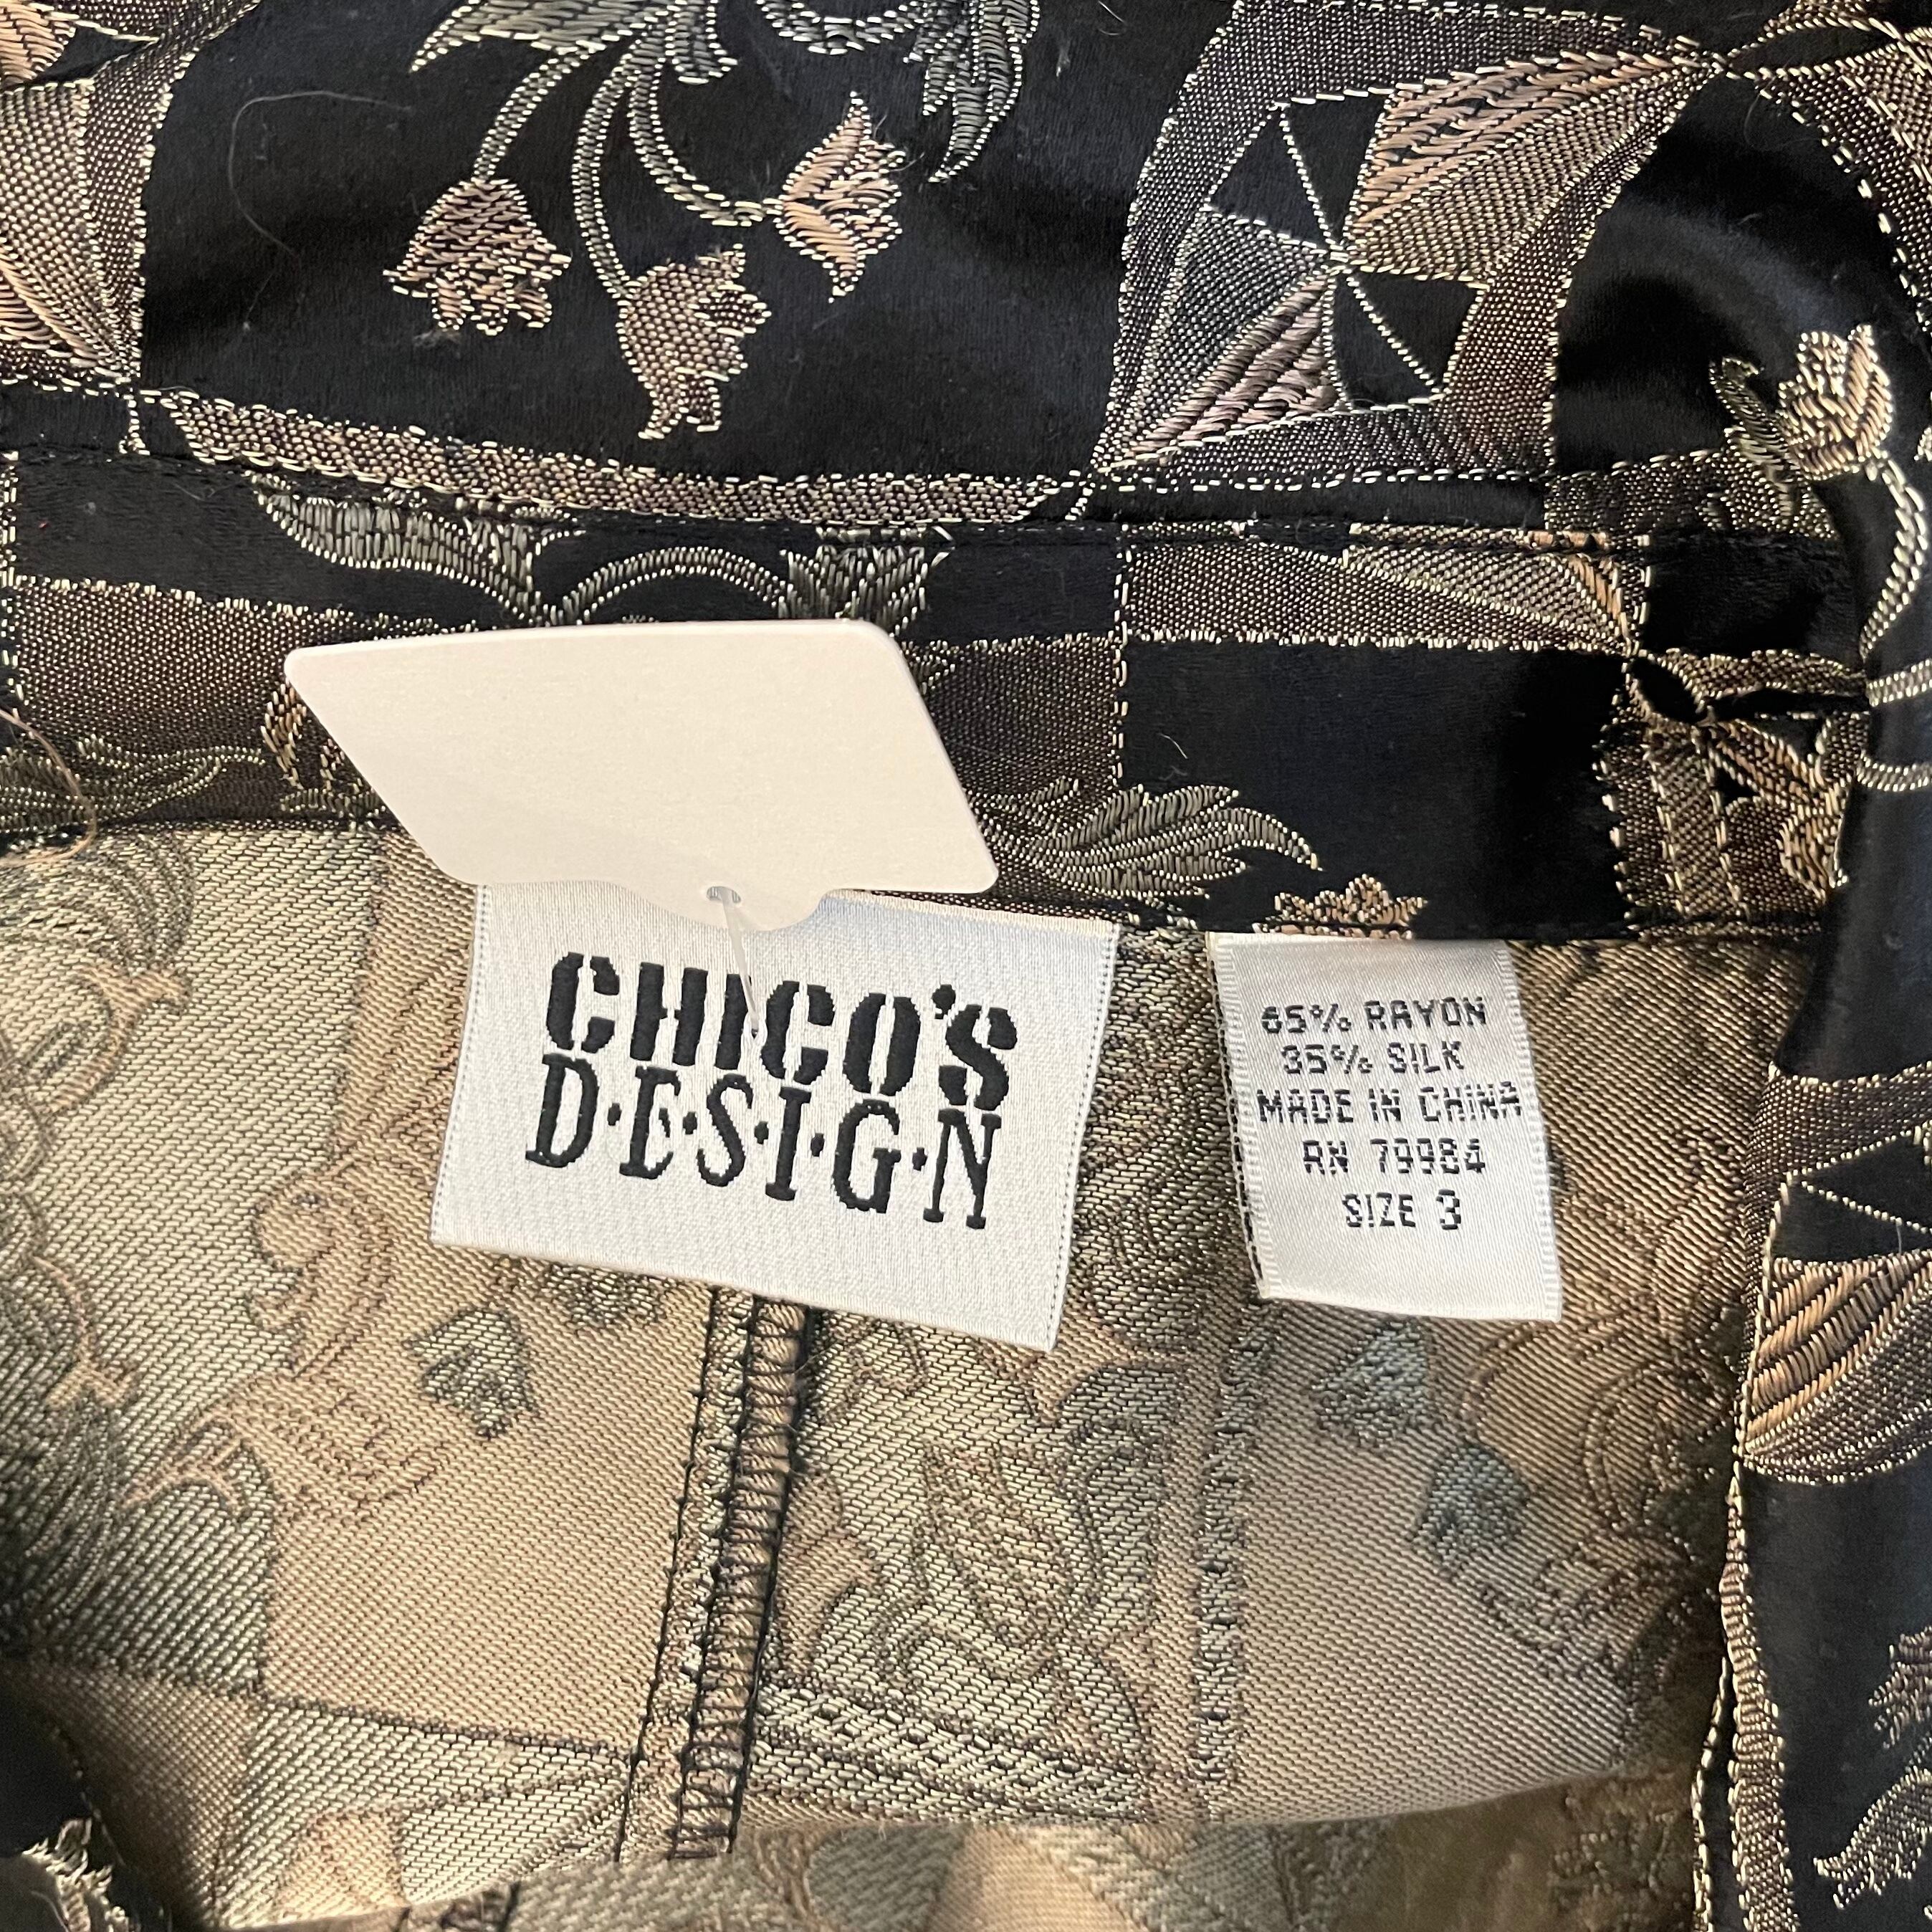 CHICO'S
D·E·S·I·G·N
65% RAYON
35% SILK
MADE IN CHINA
RN 79984
SIZE 3